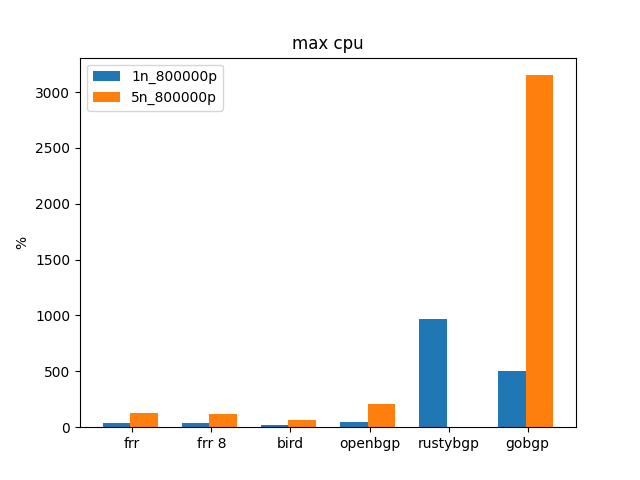 max cpu
1n_800000p
5n_800000p
%
3000
2500
2000
1500
1000
500
0
frr
frr 8
bird
openbgp
rustybgp
gobgp